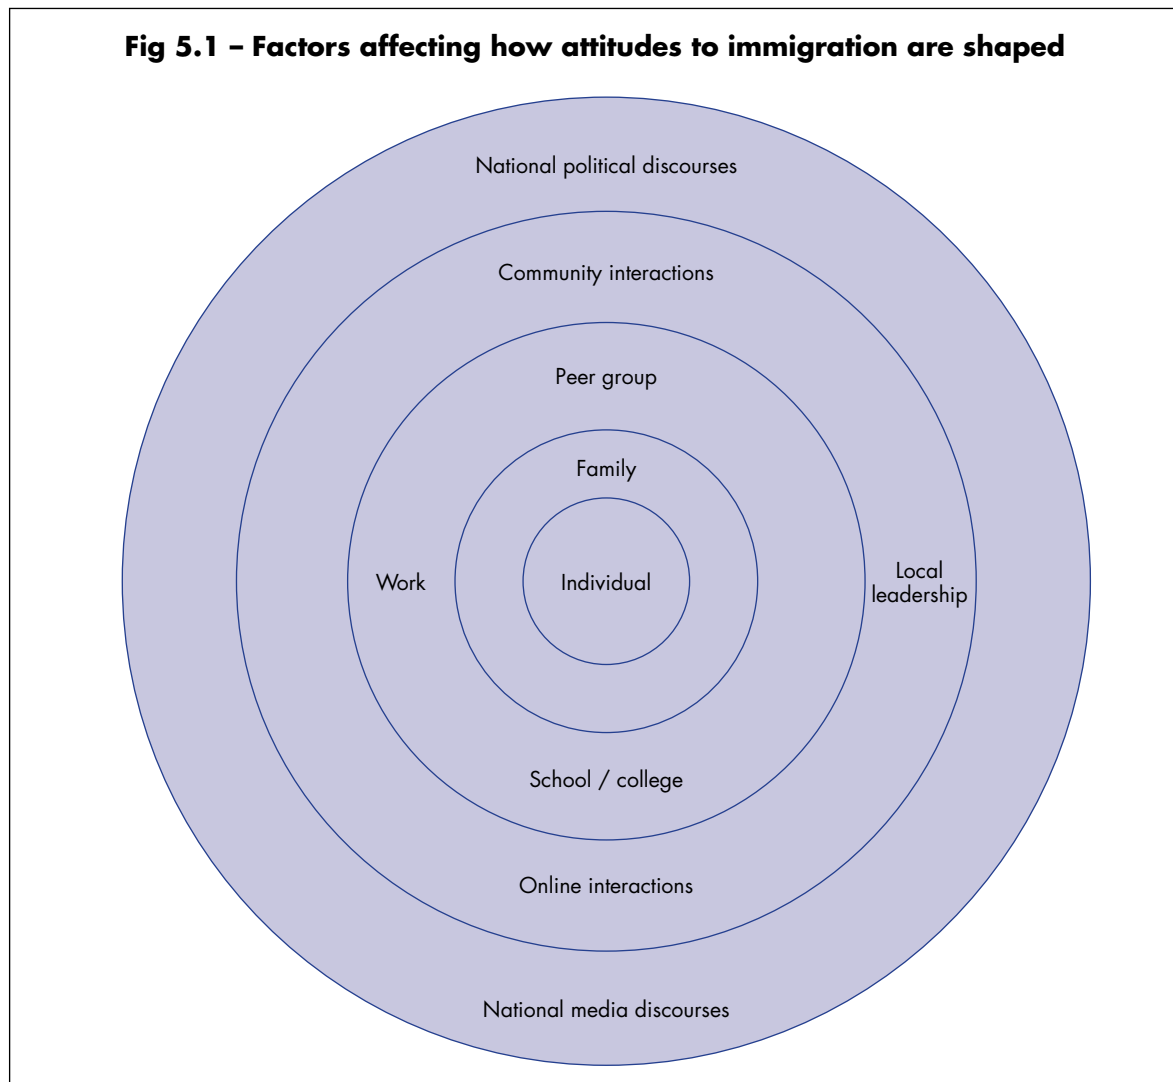 Fig 5.1 – Factors affecting how attitudes to immigration are shaped
National political discourses
Community interactions
Peer group
Family
Individual
Work
Local
leadership
School / college
Online interactions
National media discourses